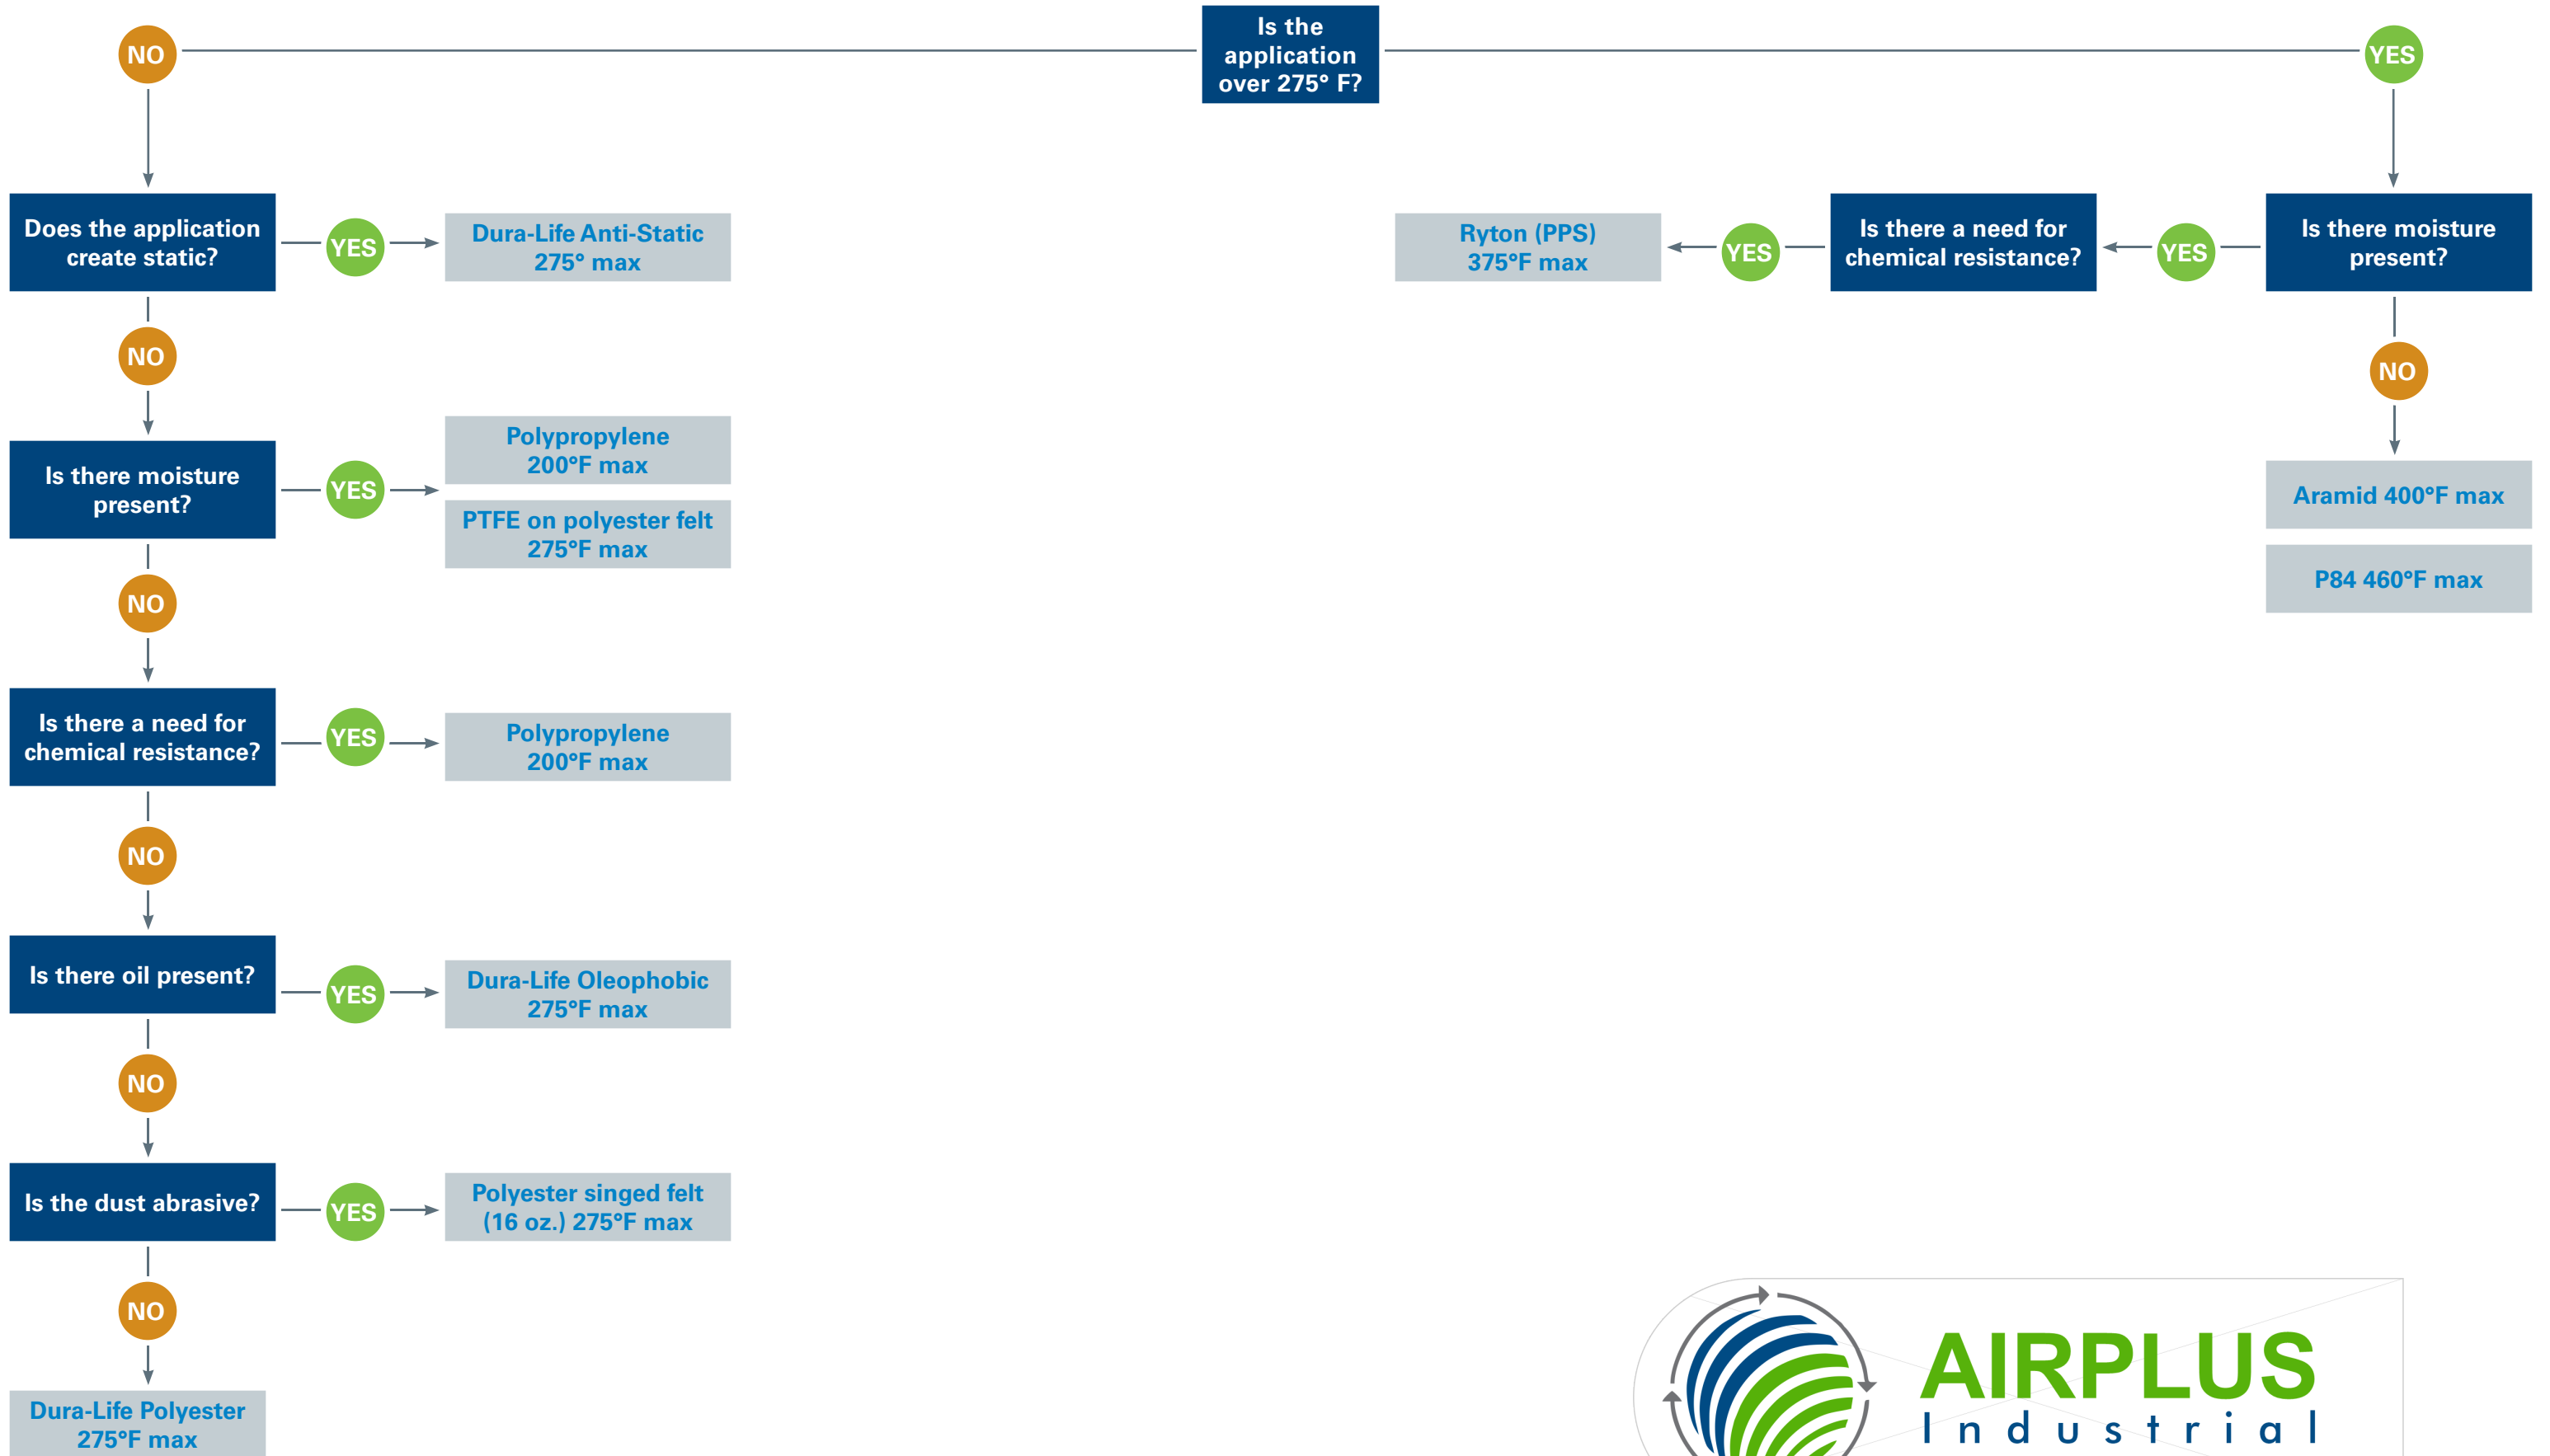 Is the
application
over 275° F?
NO
YES
Does the application
create static?
YES
Dura-Life Anti-Static
275° max
Ryton (PPS)
375°F max
YES
Is there a need for
chemical resistance?
YES
Is there moisture
present?
NO
NO
Is there moisture
present?
YES
Polypropylene
200°F max
PTFE on polyester felt
275°F max
Aramid 400°F max
P84 460°F max
NO
Is there a need for
chemical resistance?
YES
Polypropylene
200°F max
NO
Is there oil present?
YES
Dura-Life Oleophobic
275°F max
NO
Is the dust abrasive?
YES
Polyester singed felt
(16 oz.) 275°F max
NO
Dura-Life Polyester
275°F max
AIRPLUS
Industrial